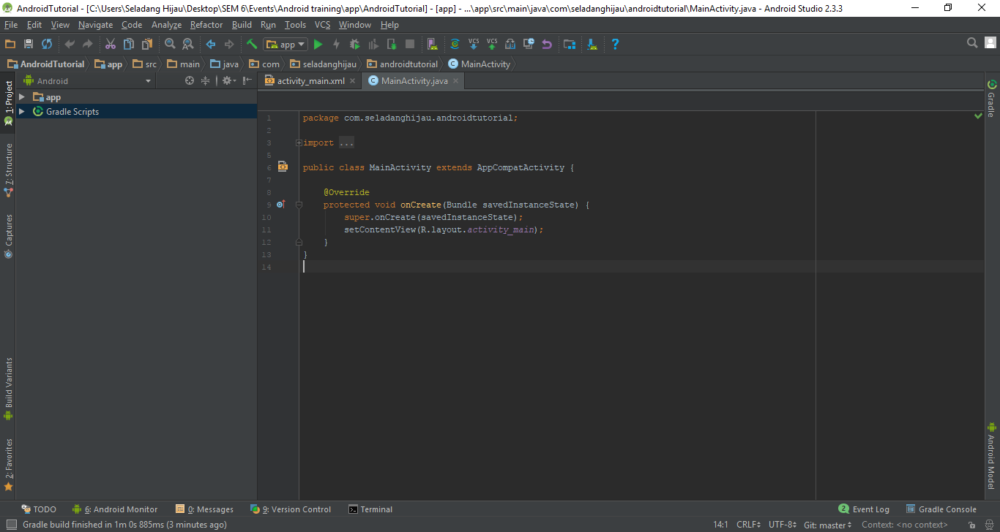 AndroidTutorial - [C:\Users\Seladang Hijau\Desktop\SEM 6\Events\Android training\app\AndroidTutorial] - [app] - ...\app\src\main\java\com\seladanghijau\androidtutorial\MainActivity.java - Android Studio 2.3.3
File Edit View Navigate Code Analyze Refactor Build Run Tools VCS Window Help
app VCS VCS ?
AndroidTutorial app src main java com seladanghijau androidtutorial MainActivity
1: Project
7: Structure
Captures
Build Variants
2: Favorites
Android
app
Gradle Scripts
activity_main.xml MainActivity.java
1 package com.seladanghijau.androidtutorial;
2
3 import ...
5
6 public class MainActivity extends AppCompatActivity {
7
8 @Override
9 protected void onCreate(Bundle savedInstanceState) {
10 super.onCreate(savedInstanceState);
11 setContentView(R.layout.activity_main);
12 }
13 }
14
Gradle
Android Model
TODO 6: Android Monitor 0: Messages 9: Version Control Terminal 2 Event Log Gradle Console
Gradle build finished in 1m 0s 885ms (3 minutes ago) 14:1 CRLF UTF-8 Git: master Context: <no context>